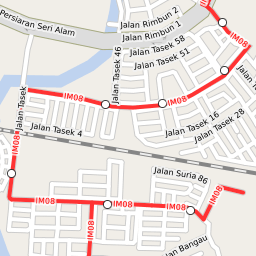 Persiaran Seri Alam
Jalan Rimbun 2
Jalan Rimbun 1
Jalan Tasek 58
Jalan Tasek 51
Jalan Tasek 46
IM08
IM08
IM08
IM08
Jalan Tasek
Jalan Tasek 16
Jalan Tasek 28
Jalan Tasek 4
IM08
Jalan Suria 86
IM08
IM08
IM08
IM08
IM08
Jalan Bangau